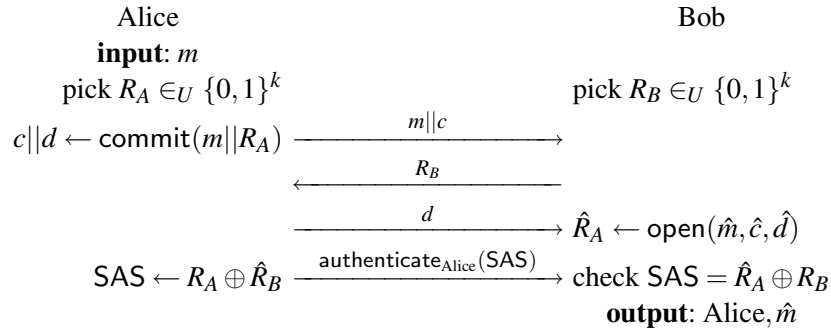 Alice Bob
input: m
pick R_A ∈_U {0,1}^k pick R_B ∈_U {0,1}^k
c||d ← commit(m||R_A) m||c
R_B
d R̂_A ← open(m̂, ĉ, d̂)
SAS ← R_A ⊕ R̂_B authenticate_Alice(SAS) check SAS = R̂_A ⊕ R_B
output: Alice, m̂